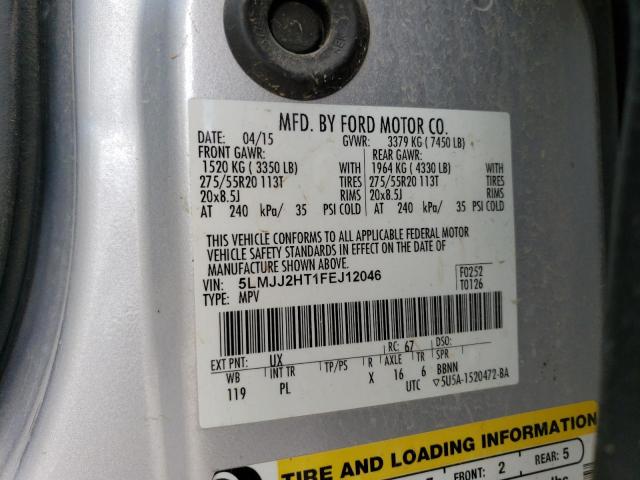 MFD. BY FORD MOTOR CO.
DATE: 04/15 GVWR: 3379 KG (7450 LB)
FRONT GAWR: REAR GAWR:
1520 KG ( 3350 LB) WITH 1964 KG ( 4330 LB) WITH
275/55R20 113T TIRES 275/55R20 113T TIRES
20x8.5J RIMS 20x8.5J RIMS
AT 240 kPa/ 35 PSI COLD AT 240 kPa/ 35 PSI COLD
THIS VEHICLE CONFORMS TO ALL APPLICABLE FEDERAL MOTOR
VEHICLE SAFETY STANDARDS IN EFFECT ON THE DATE OF
MANUFACTURE SHOWN ABOVE.
VIN: 5LMJJ2HT1FEJ12046 F0252
TYPE: MPV T0126
EXT PNT: UX RC: 67 DSO:
WB INT TR TP/PS R AXLE TR SPR
119 PL X 16 6 BBNN
UTC ▽5U5A-1520472-BA
TIRE AND LOADING INFORMATION
FRONT: 2 REAR: 5